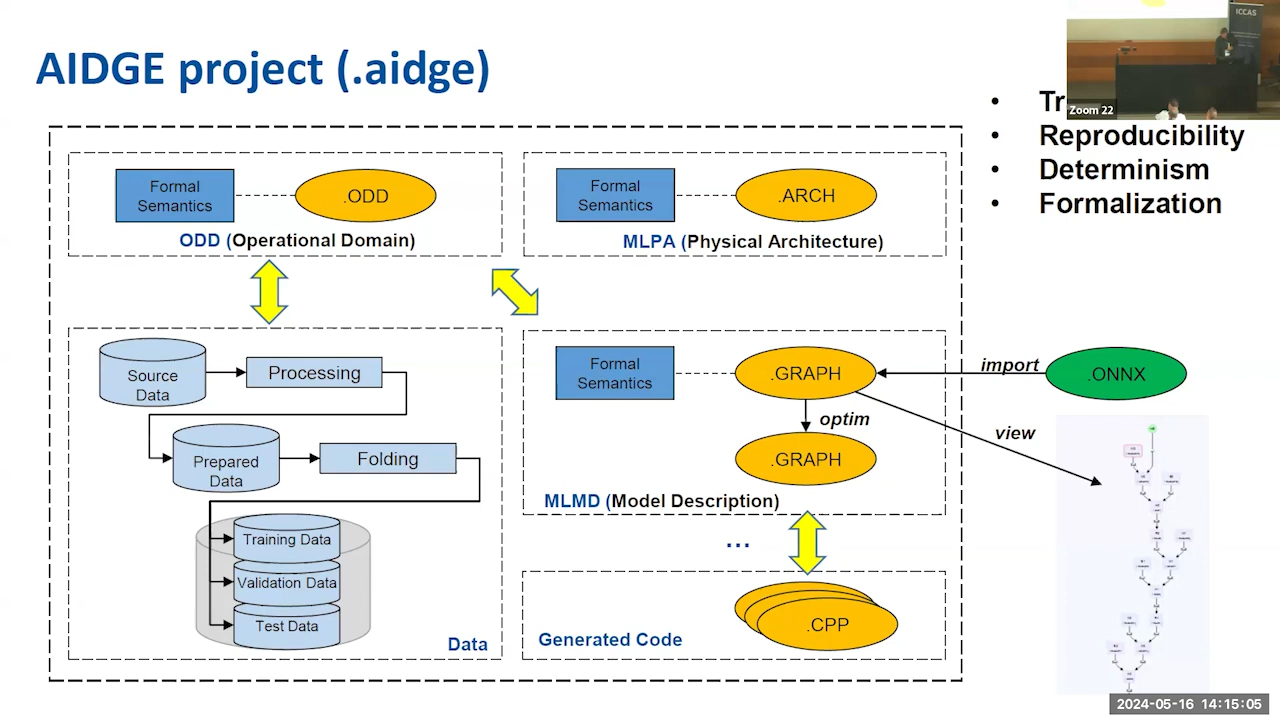 AIDGE project (.aidge)
ICCAS
Zoom 22
• Tr
• Reproducibility
• Determinism
• Formalization
Formal
Semantics
.ODD
ODD (Operational Domain)
Formal
Semantics
.ARCH
MLPA (Physical Architecture)
Source
Data
Processing
Prepared
Data
Folding
Training Data
Validation Data
Test Data
Data
Formal
Semantics
.GRAPH
optim
.GRAPH
MLMD (Model Description)
import
.ONNX
view
...
Generated Code
.CPP
2024-05-16 14:15:05